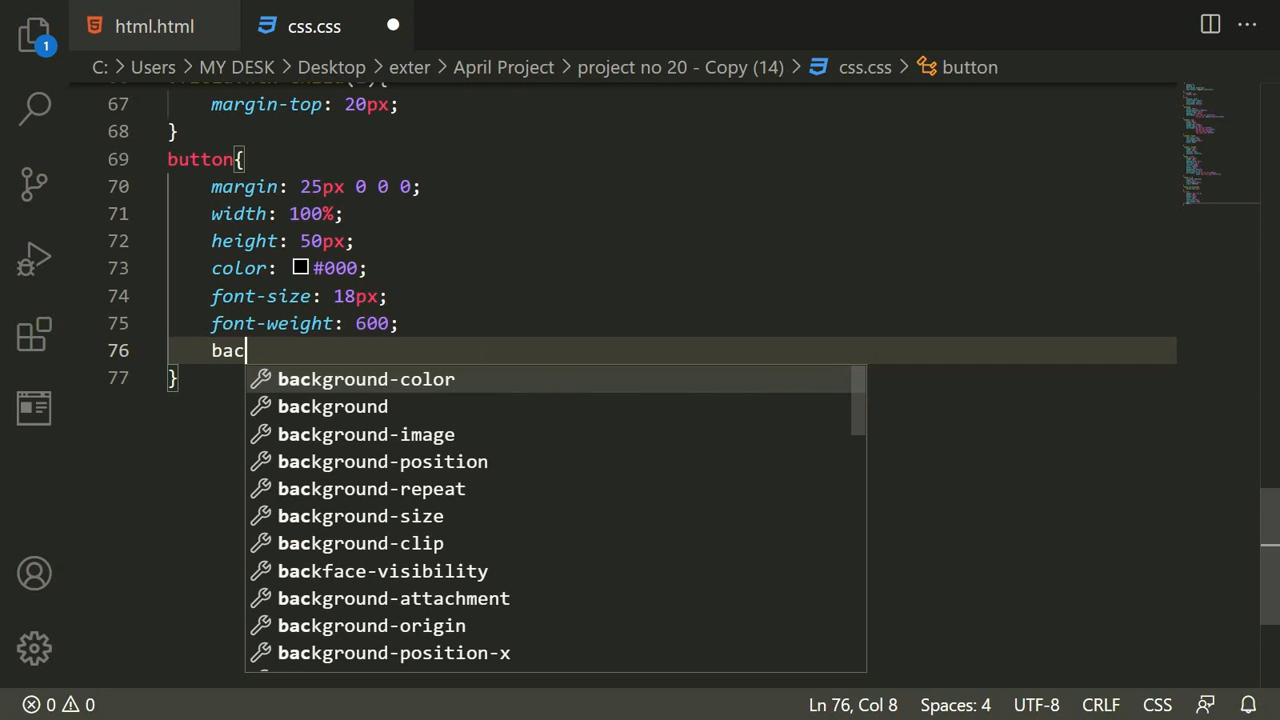 html.html
css.css
1
C: > Users > MY DESK > Desktop > exter > April Project > project no 20 - Copy (14) > css.css > button
67 margin-top: 20px;
68 }
69 button{
70 margin: 25px 0 0 0;
71 width: 100%;
72 height: 50px;
73 color: #000;
74 font-size: 18px;
75 font-weight: 600;
76 bac
77 }
background-color
background
background-image
background-position
background-repeat
background-size
background-clip
backface-visibility
background-attachment
background-origin
background-position-x
0 0 Ln 76, Col 8 Spaces: 4 UTF-8 CRLF CSS